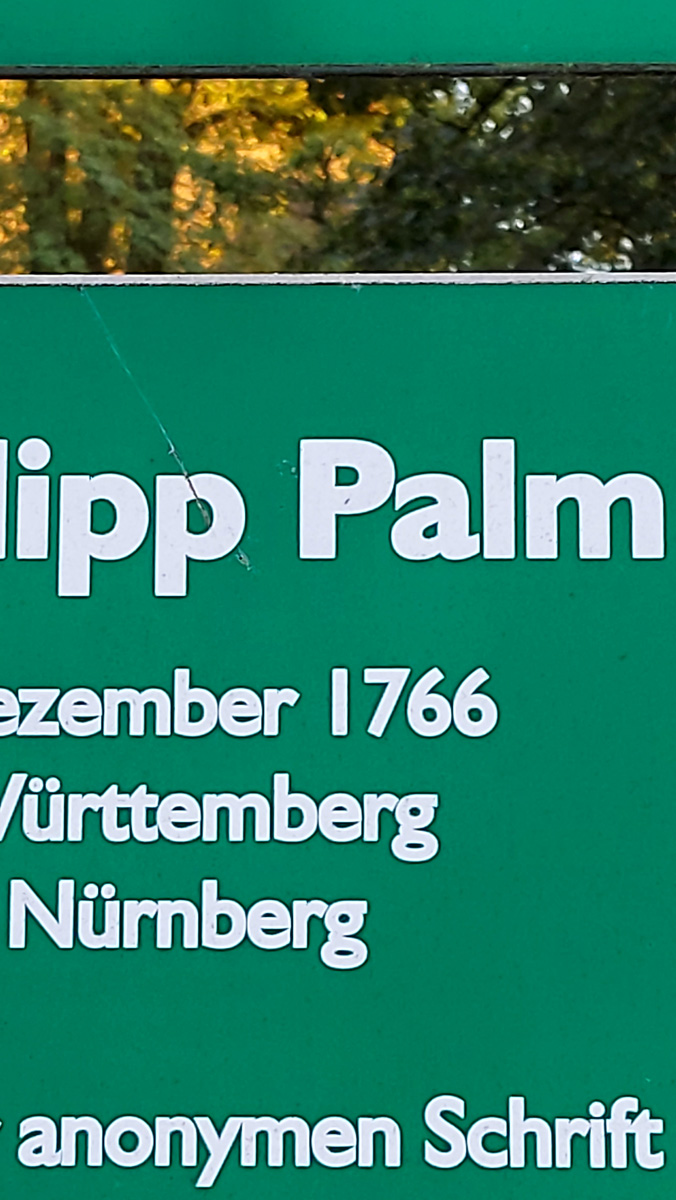 lipp Palm
ezember 1766
Württemberg
Nürnberg
anonymen Schrift